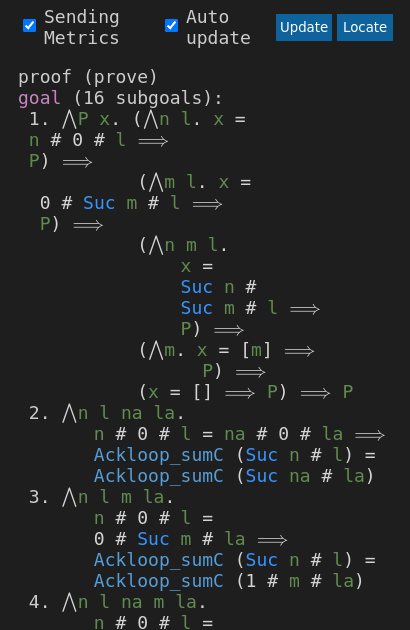 Sending Metrics Auto update Update Locate
proof (prove)
goal (16 subgoals):
1. ⋀P x. (⋀n l. x =
n # 0 # l ⟹
P) ⟹
(⋀m l. x =
0 # Suc m # l ⟹
P) ⟹
(⋀n m l.
x =
Suc n #
Suc m # l ⟹
P) ⟹
(⋀m. x = [m] ⟹
P) ⟹
(x = [] ⟹ P) ⟹ P
2. ⋀n l na la.
n # 0 # l = na # 0 # la ⟹
Ackloop_sumC (Suc n # l) =
Ackloop_sumC (Suc na # la)
3. ⋀n l m la.
n # 0 # l =
0 # Suc m # la ⟹
Ackloop_sumC (Suc n # l) =
Ackloop_sumC (1 # m # la)
4. ⋀n l na m la.
n # 0 # l =